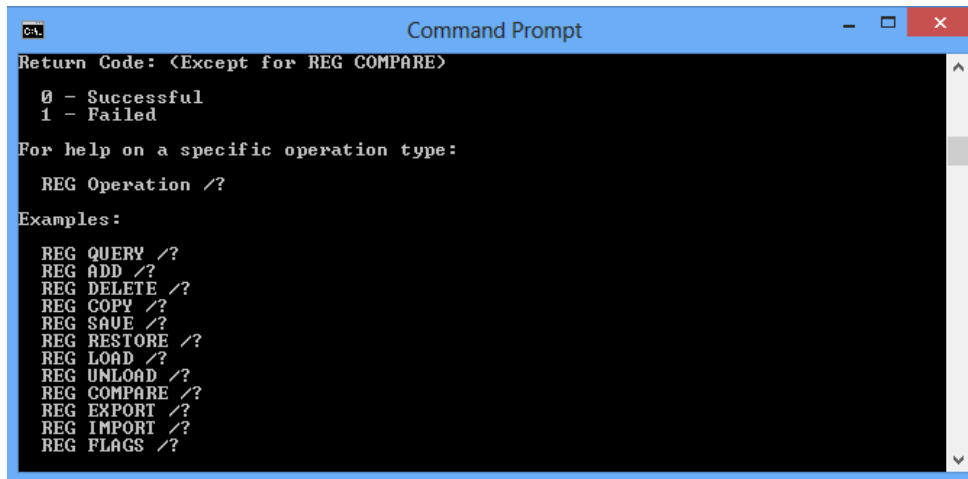 Command Prompt
Return Code: (Except for REG COMPARE)
0 - Successful
1 - Failed
For help on a specific operation type:
REG Operation /?
Examples:
REG QUERY /?
REG ADD /?
REG DELETE /?
REG COPY /?
REG SAVE /?
REG RESTORE /?
REG LOAD /?
REG UNLOAD /?
REG COMPARE /?
REG EXPORT /?
REG IMPORT /?
REG FLAGS /?